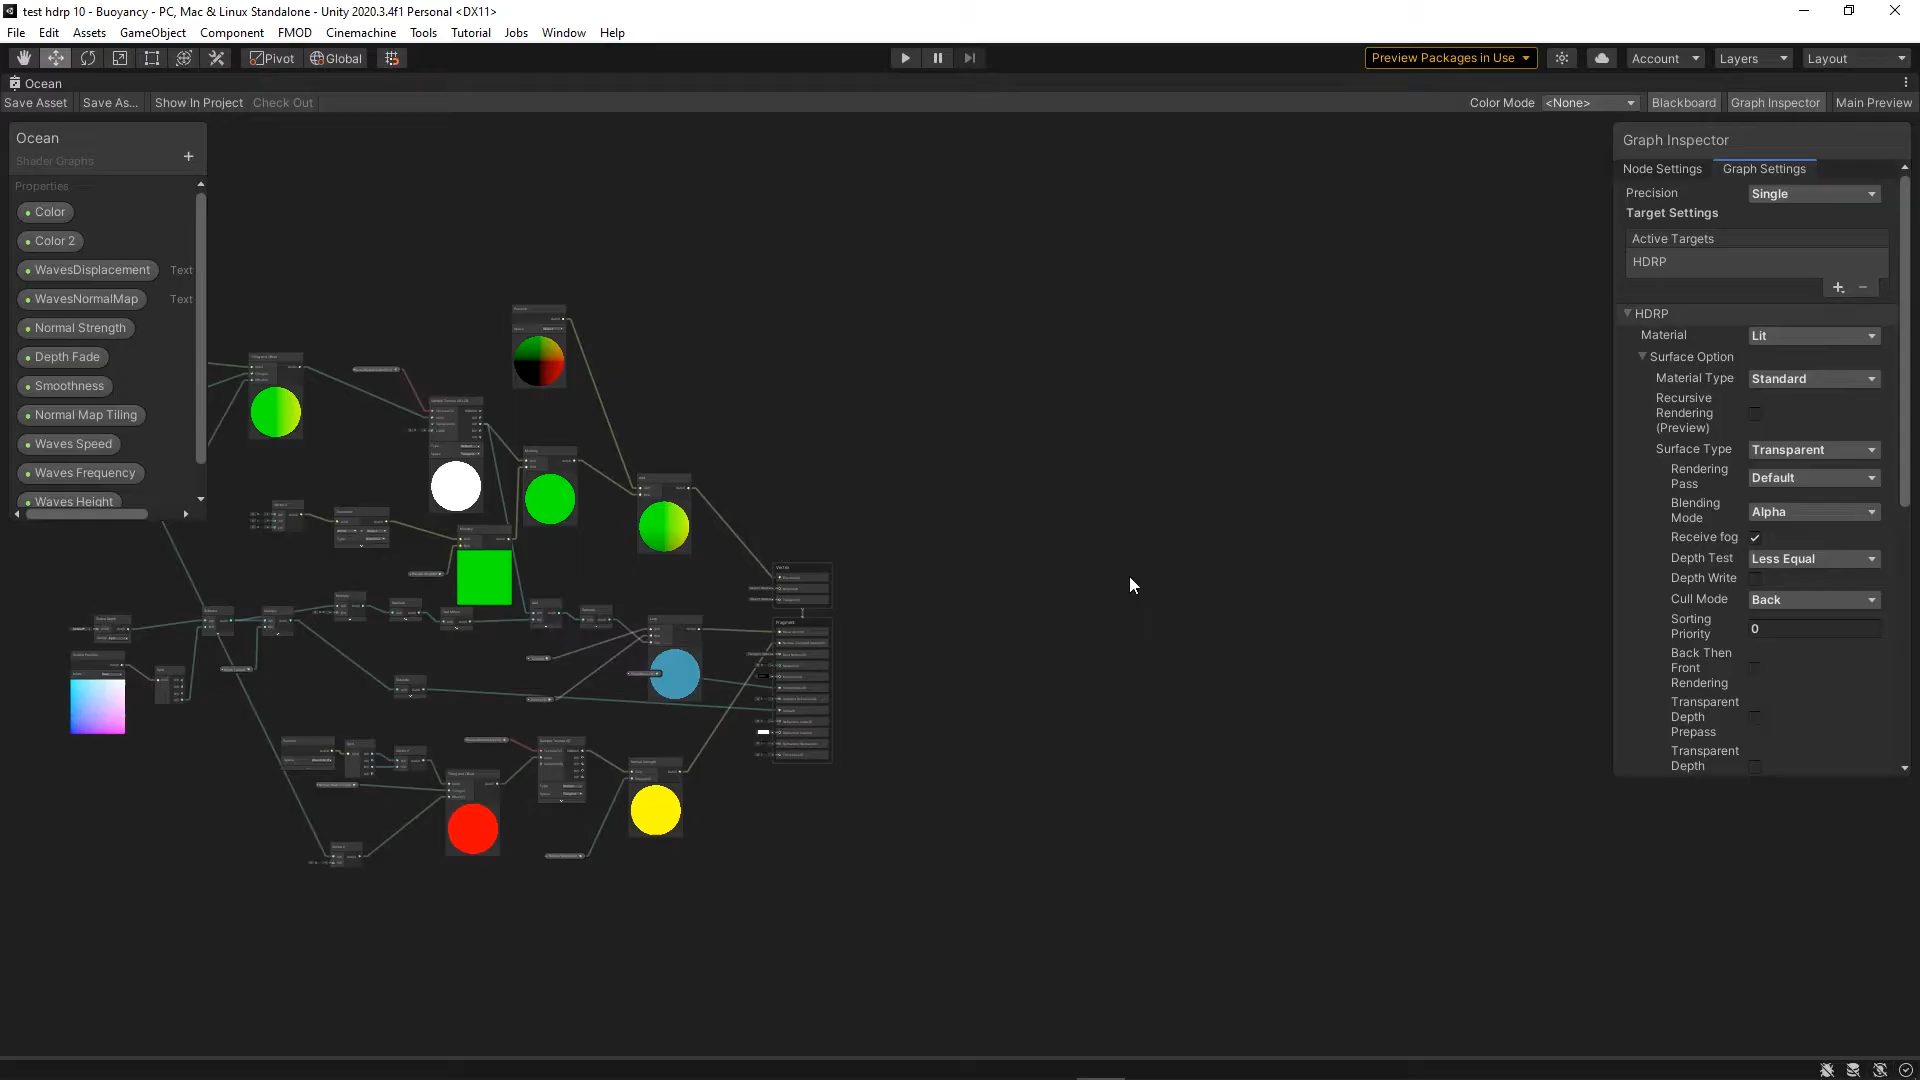 test hdrp 10 - Buoyancy - PC, Mac & Linux Standalone - Unity 2020.3.4f1 Personal <DX11>
File Edit Assets GameObject Component FMOD Cinemachine Tools Tutorial Jobs Window Help
Pivot Global Preview Packages in Use Account Layers Layout
Ocean
Save Asset Save As... Show In Project Check Out Color Mode <None> Blackboard Graph Inspector Main Preview
Ocean
Shader Graphs
Properties
Color
Color 2
WavesDisplacement Text
WavesNormalMap Text
Normal Strength
Depth Fade
Smoothness
Normal Map Tiling
Waves Speed
Waves Frequency
Waves Height
Vertex
Fragment
Graph Inspector
Node Settings Graph Settings
Precision Single
Target Settings
Active Targets
HDRP
HDRP
Material Lit
Surface Option
Material Type Standard
Recursive
Rendering
(Preview)
Surface Type Transparent
Rendering
Pass
Default
Blending
Mode
Alpha
Receive fog
Depth Test Less Equal
Depth Write
Cull Mode Back
Sorting
Priority
0
Back Then
Front
Rendering
Transparent
Depth
Prepass
Transparent
Depth